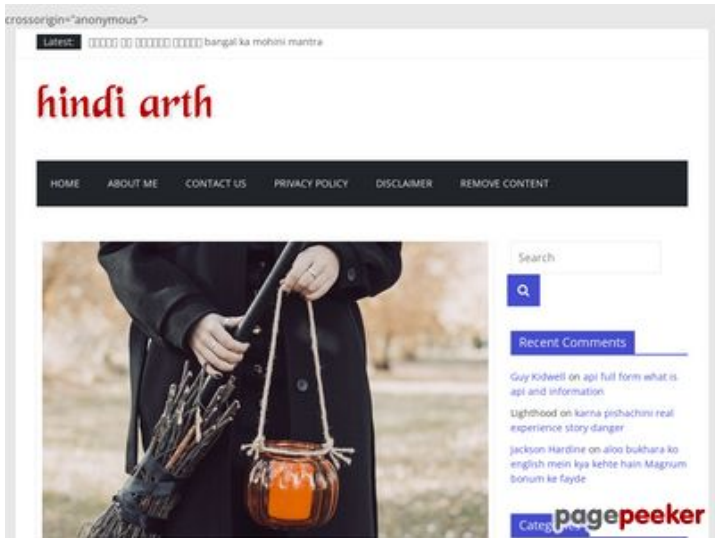 crossorigin="anonymous">
Latest: bangal ka mohini mantra
hindi arth
HOME ABOUT ME CONTACT US PRIVACY POLICY DISCLAIMER REMOVE CONTENT
Search
Recent Comments
Guy Kidwell on api full form what is
api and information
Lighthood on karna pishachini real
experience story danger
Jackson Hardine on aloo bukhara ko
english mein kya kehte hain Magnum
bonum ke fayde
pagepeeker